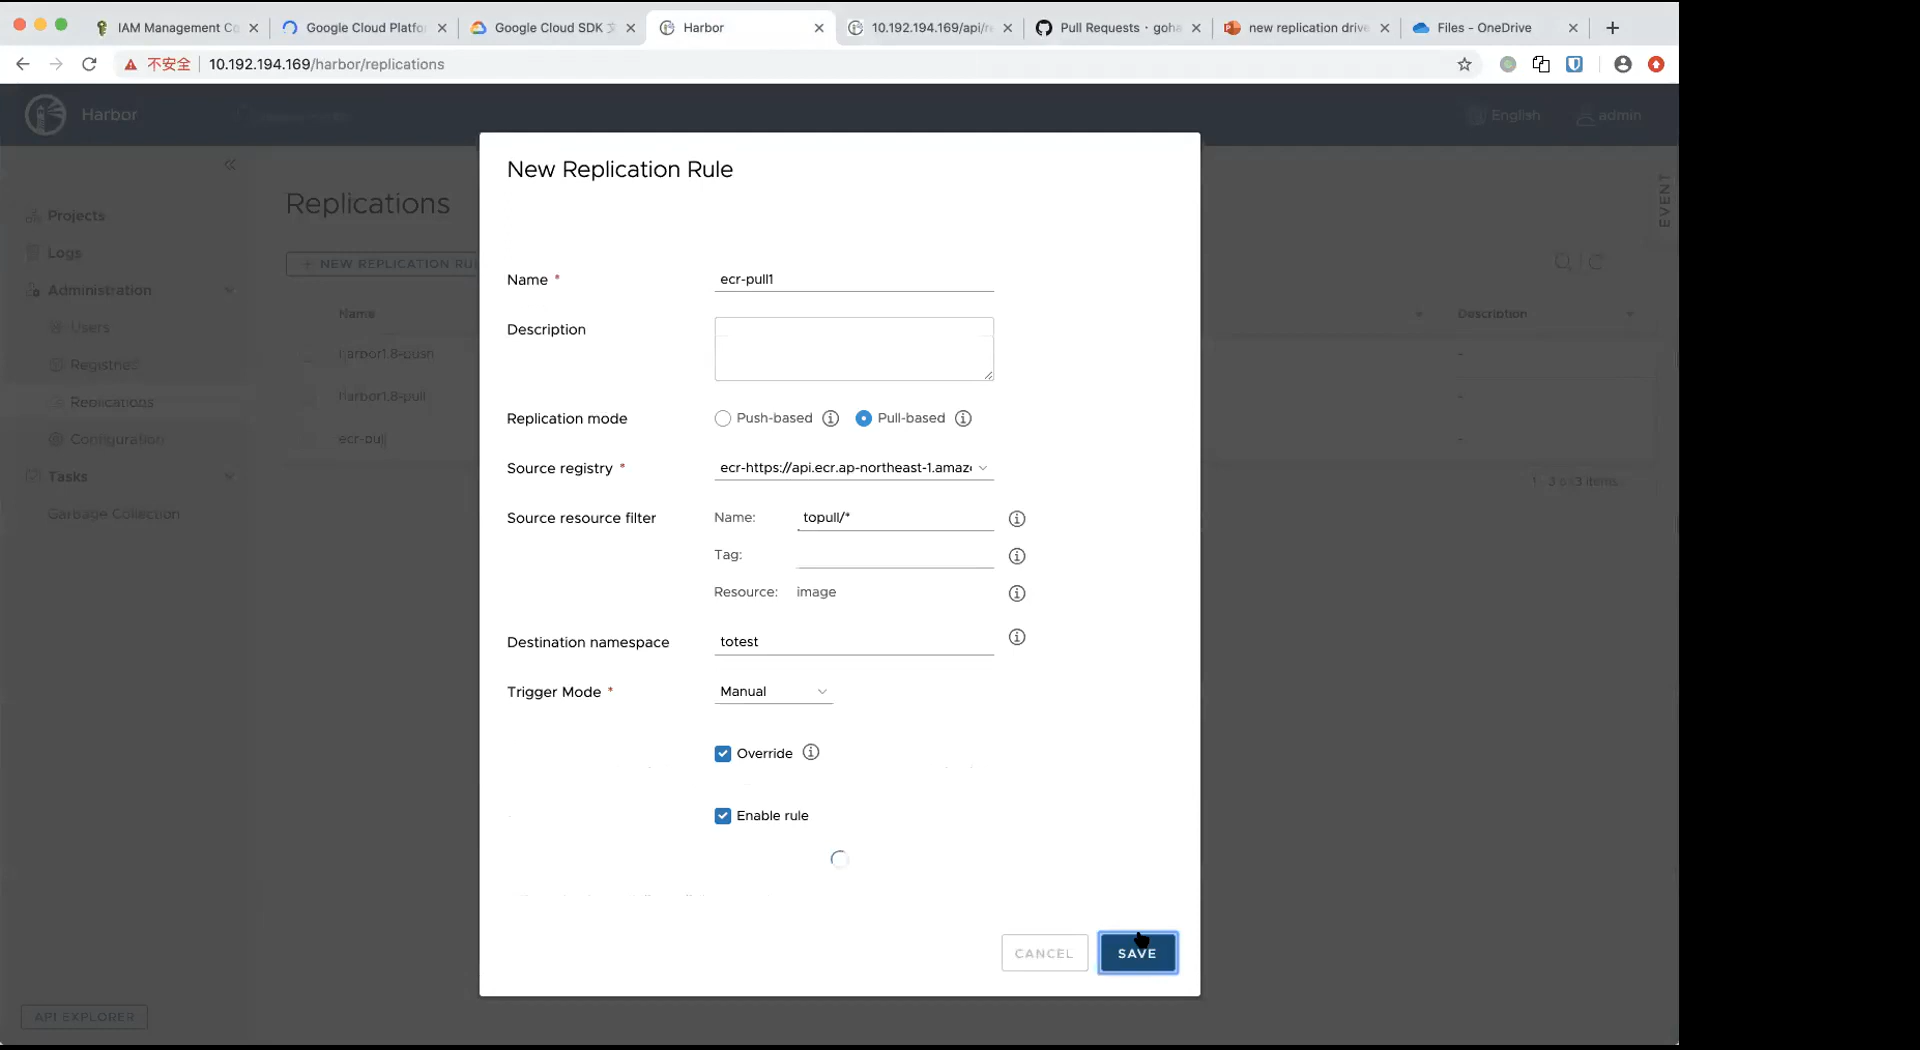 IAM Management Co
Google Cloud Platfo
Google Cloud SDK
Harbor
10.192.194.169/api/r
Pull Requests · goha
new replication drive
Files - OneDrive
不安全
10.192.194.169/harbor/replications
Harbor
English
admin
New Replication Rule
EVENT
Projects
Replications
Logs
+ NEW REPLICATION RU
Name *
ecr-pull1
Administration
Name
Description
Users
Description
harbor1.8-push
-
Registries
harbor1.8-pull
-
Replications
Replication mode
Push-based
Pull-based
Configuration
ecr-pull
-
Source registry *
ecr-https://api.ecr.ap-northeast-1.amaz
Tasks
3 items
Garbage Collection
Source resource filter
Name:
topull/*
Tag:
Resource:
image
Destination namespace
totest
Trigger Mode *
Manual
Override
Enable rule
CANCEL
SAVE
API EXPLORER